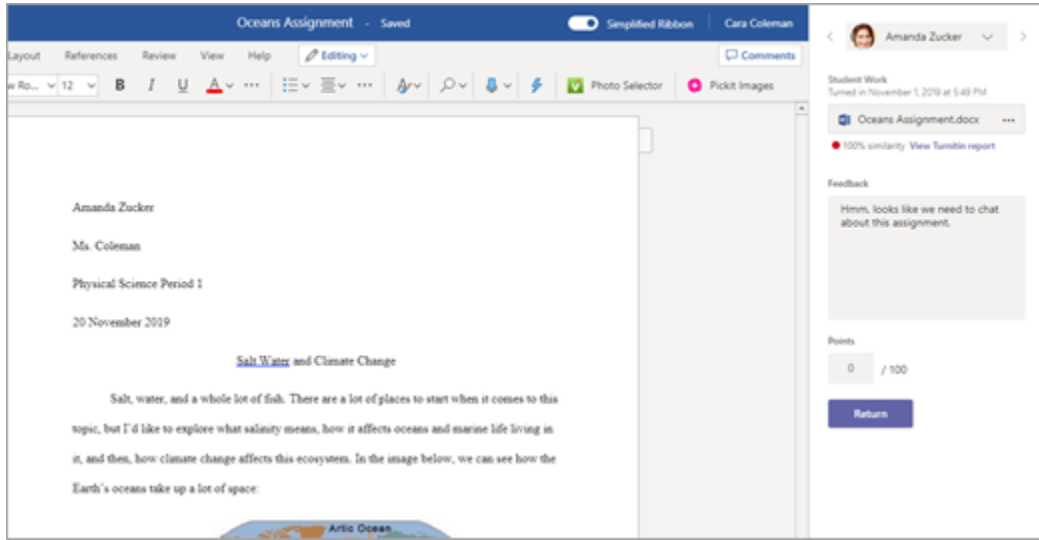 Oceans Assignment - Saved
Simplified Ribbon
Cara Coleman
Layout References Review View Help Editing
Comments
w Ro... 12 B I U A ... ... Photo Selector Pickit Images
Amanda Zucker
Ms. Coleman
Physical Science Period 1
20 November 2019
Salt Water and Climate Change
Salt, water, and a whole lot of fish. There are a lot of places to start when it comes to this
topic, but I'd like to explore what salinity means, how it affects oceans and marine life living in
it, and then, how climate change affects this ecosystem. In the image below, we can see how the
Earth's oceans take up a lot of space:
Artic Ocean
Amanda Zucker
Student Work
Turned in November 1, 2019 at 5:49 PM
Oceans Assignment.docx ...
100% similarity View Turnitin report
Feedback
Hmm, looks like we need to chat
about this assignment.
Points
0 / 100
Return